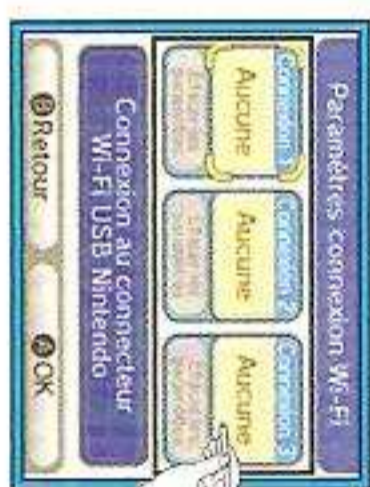 Paramètres connexion Wi-Fi
Connexion 1
Connexion 2
Connexion 3
Aucune
Aucune
Aucune
Connexion au connecteur
Wi-Fi USB Nintendo
B Retour
A OK